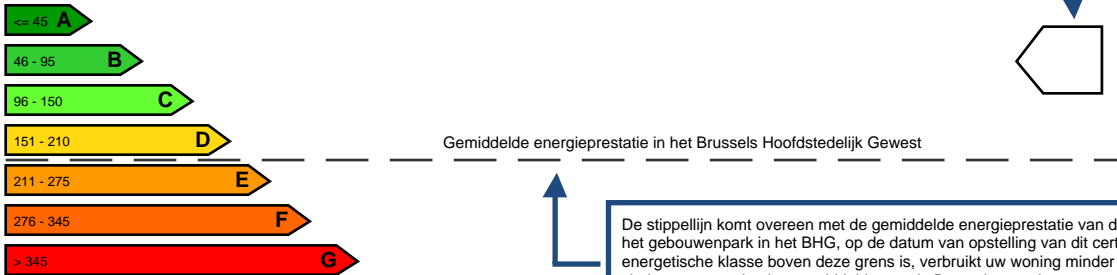 <= 45 A
46 - 95 B
96 - 150 C
151 - 210 D
Gemiddelde energieprestatie in het Brussels Hoofdstedelijk Gewest
211 - 275 E
276 - 345 F
> 345 G
De stippellijn komt overeen met de gemiddelde energieprestatie van
het gebouwenpark in het BHG, op de datum van opstelling van dit
energetische klasse boven deze grens is, verbruikt uw woning minder